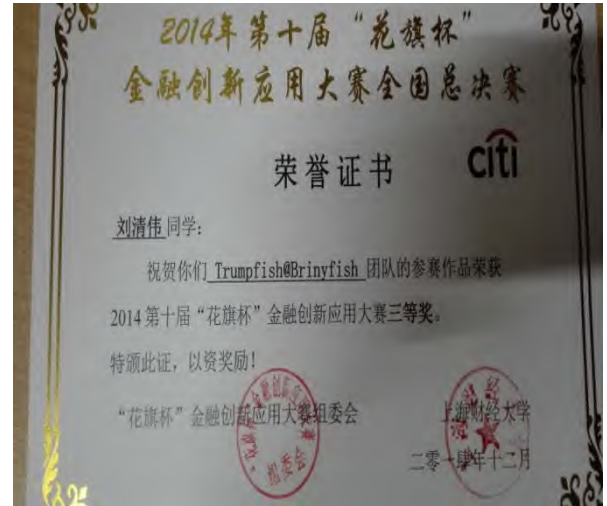 2014年第十届“花旗杯”
金融创新应用大赛全国总决赛
荣誉证书
citi
刘清伟同学：
祝贺你们 Trumpfish@Brinyfish 团队的参赛作品荣获
2014 第十届“花旗杯”金融创新应用大赛三等奖。
特颁此证，以资奖励！
“花旗杯”金融创新应用大赛组委会
上海财经大学
组委会
二零一肆年十二月